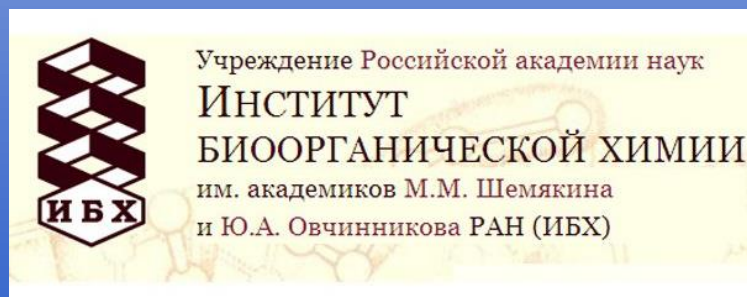 Учреждение Российской академии наук
Институт
биоорганической химии
им. академиков М.М. Шемякина
и Ю.А. Овчинникова РАН (ИБХ)
ИБХ